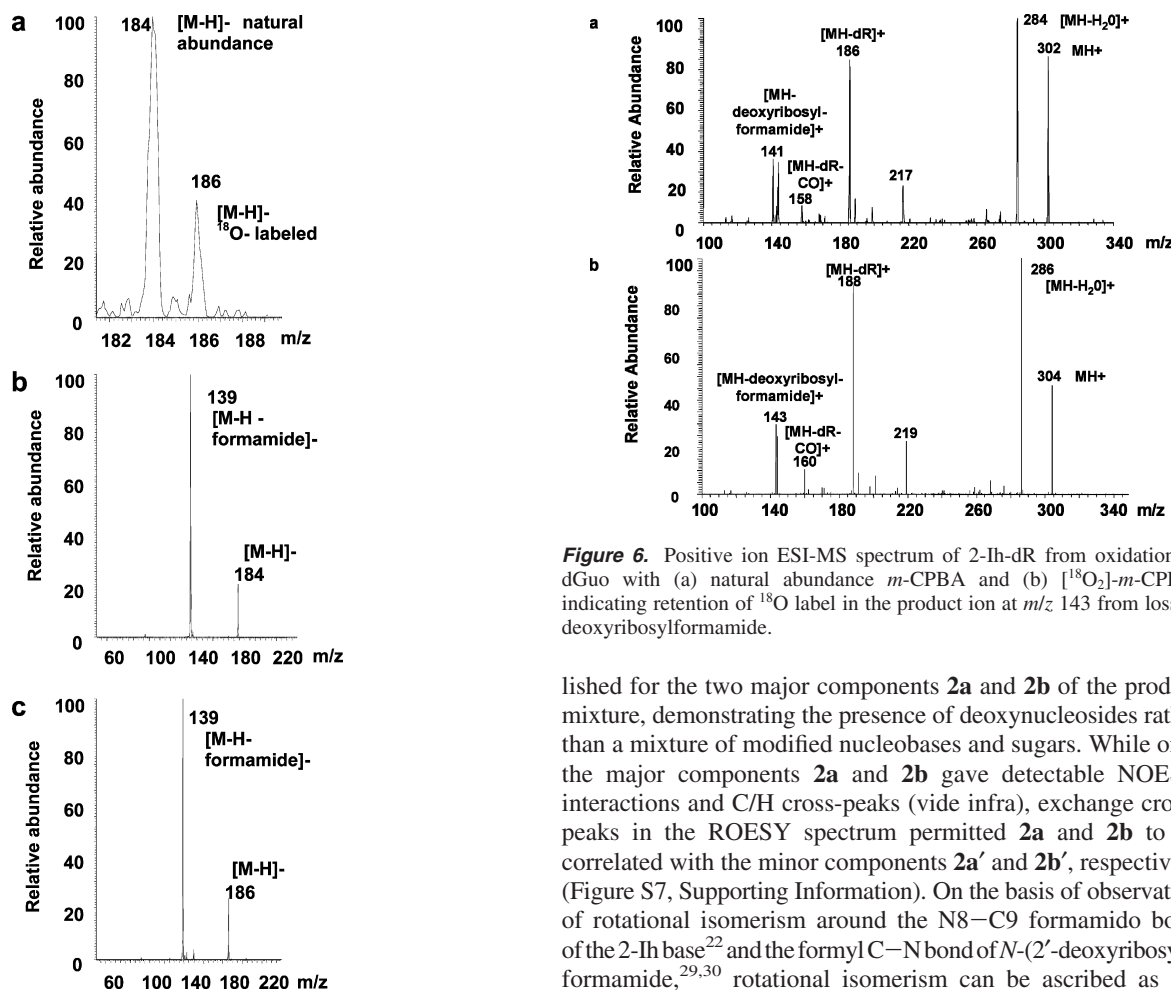 a
100
184
[M-H]- natural
abundance
80
60
40
20
0
186
[M-H]-
18O- labeled
Relative abundance
182 184 186 188 m/z
b
100
139
[M-H -
formamide]-
80
60
40
20
0
[M-H]-
184
Relative abundance
60 100 140 180 220 m/z
c
100
139
[M-H-
formamide]-
80
60
40
20
0
[M-H]-
186
Relative abundance
60 100 140 180 220 m/z
a
100
80
60
40
20
0
Relative Abundance
[MH-
deoxyribosyl-
formamide]+
141
[MH-dR-
CO]+
158
[MH-dR]+
186
217
284 [MH-H20]+
302 MH+
100 140 180 220 260 300 340 m/z
b
100
80
60
40
20
0
Relative Abundance
[MH-deoxyribosyl-
formamide]+
143
[MH-dR-
CO]+
160
[MH-dR]+
188
219
286
[MH-H20]+
304 MH+
100 140 180 220 260 300 340 m/z
Figure 6. Positive ion ESI-MS spectrum of 2-Ih-dR from oxidation
dGuo with (a) natural abundance m-CPBA and (b) [18O2]-m-CPI
indicating retention of 18O label in the product ion at m/z 143 from loss
deoxyribosylformamide.
lished for the two major components 2a and 2b of the prod
mixture, demonstrating the presence of deoxynucleosides rat
than a mixture of modified nucleobases and sugars. While o
the major components 2a and 2b gave detectable NOE
interactions and C/H cross-peaks (vide infra), exchange cro
peaks in the ROESY spectrum permitted 2a and 2b to
correlated with the minor components 2a′ and 2b′, respectiv
(Figure S7, Supporting Information). On the basis of observat
of rotational isomerism around the N8−C9 formamido bo
of the 2-Ih base22 and the formyl C−N bond of N-(2′-deoxyribosy
formamide,29,30 rotational isomerism can be ascribed as